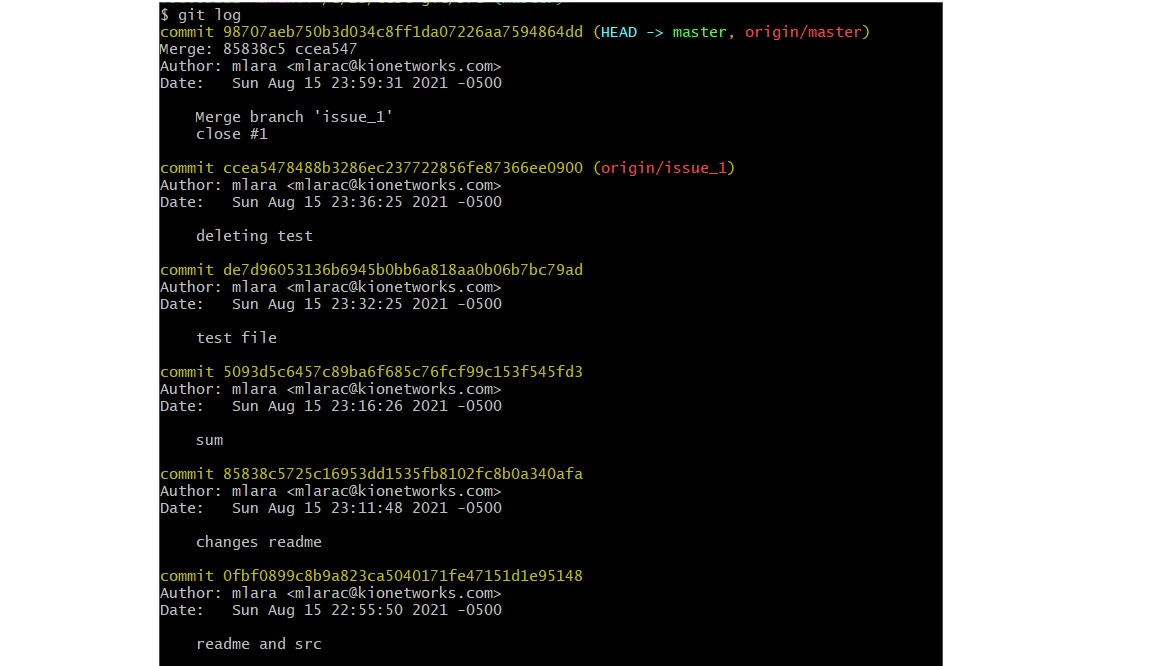 $ git log
commit 98707aeb750b3d034c8ff1da07226aa7594864dd (HEAD -> master, origin/master)
Merge: 85838c5 ccea547
Author: mlara <mlarac@kionetworks.com>
Date:   Sun Aug 15 23:59:31 2021 -0500
Merge branch 'issue_1'
close #1
commit ccea5478488b3286ec237722856fe87366ee0900 (origin/issue_1)
Author: mlara <mlarac@kionetworks.com>
Date:   Sun Aug 15 23:36:25 2021 -0500
deleting test
commit de7d96053136b6945b0bb6a818aa0b06b7bc79ad
Author: mlara <mlarac@kionetworks.com>
Date:   Sun Aug 15 23:32:25 2021 -0500
test file
commit 5093d5c6457c89ba6f685c76fcf99c153f545fd3
Author: mlara <mlarac@kionetworks.com>
Date:   Sun Aug 15 23:16:26 2021 -0500
sum
commit 85838c5725c16953dd1535fb8102fc8b0a340afa
Author: mlara <mlarac@kionetworks.com>
Date:   Sun Aug 15 23:11:48 2021 -0500
changes readme
commit 0fbf0899c8b9a823ca5040171fe47151d1e95148
Author: mlara <mlarac@kionetworks.com>
Date:   Sun Aug 15 22:55:50 2021 -0500
readme and src